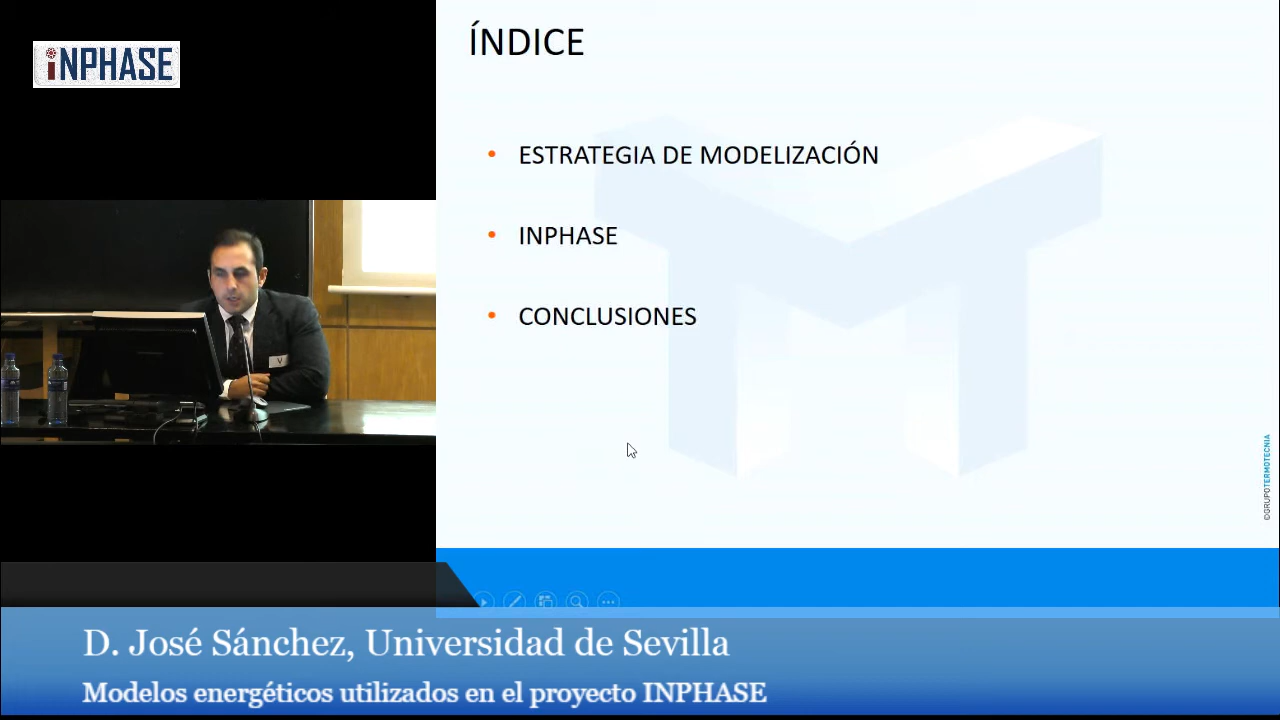 iNPHASE
ÍNDICE
• ESTRATEGIA DE MODELIZACIÓN
• INPHASE
• CONCLUSIONES
©GRUPOTERMOTECNIA
D. José Sánchez, Universidad de Sevilla
Modelos energéticos utilizados en el proyecto INPHASE